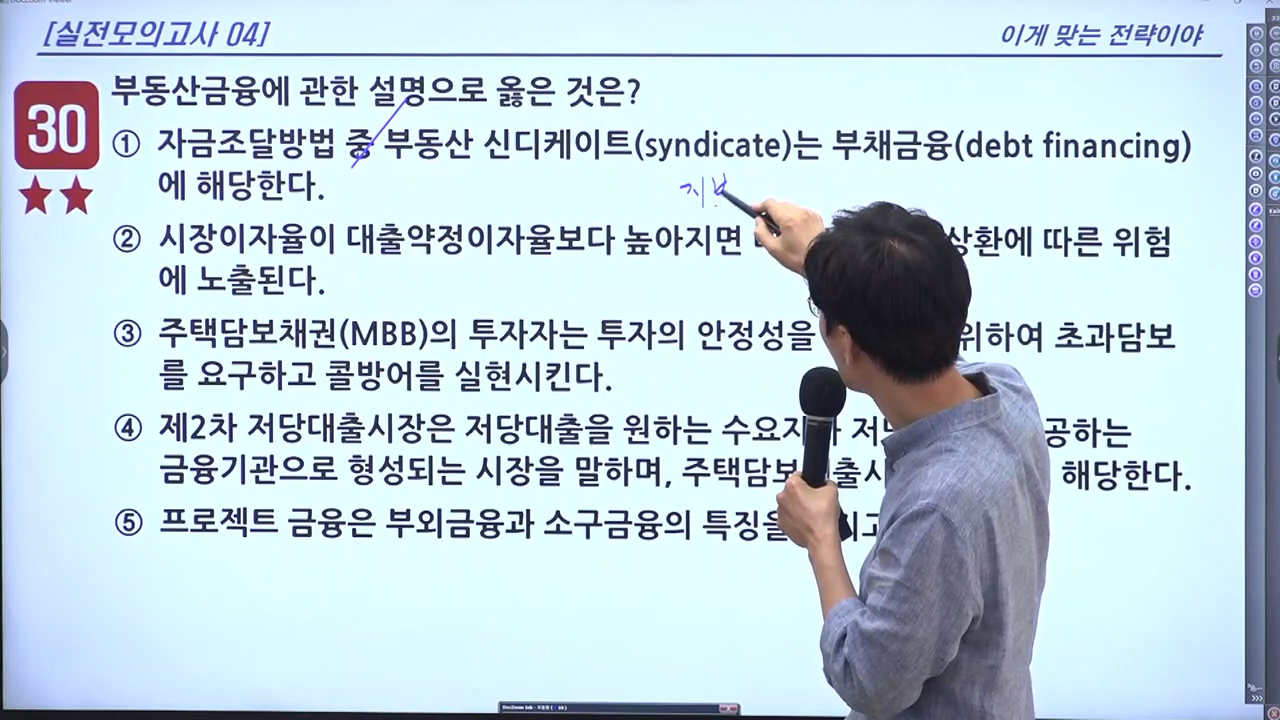 [실전모의고사 04]
이게 맞는 전략이야
30
부동산금융에 관한 설명으로 옳은 것은?
① 자금조달방법 중 부동산 신디케이트(syndicate)는 부채금융(debt financing)
에 해당한다.
지분
② 시장이자율이 대출약정이자율보다 높아지면 상환에 따른 위험
에 노출된다.
③ 주택담보채권(MBB)의 투자자는 투자의 안정성을 위하여 초과담보
를 요구하고 콜방어를 실현시킨다.
④ 제2차 저당대출시장은 저당대출을 원하는 수요자 공하는
금융기관으로 형성되는 시장을 말하며, 주택담보 해당한다.
⑤ 프로젝트 금융은 부외금융과 소구금융의 특징을